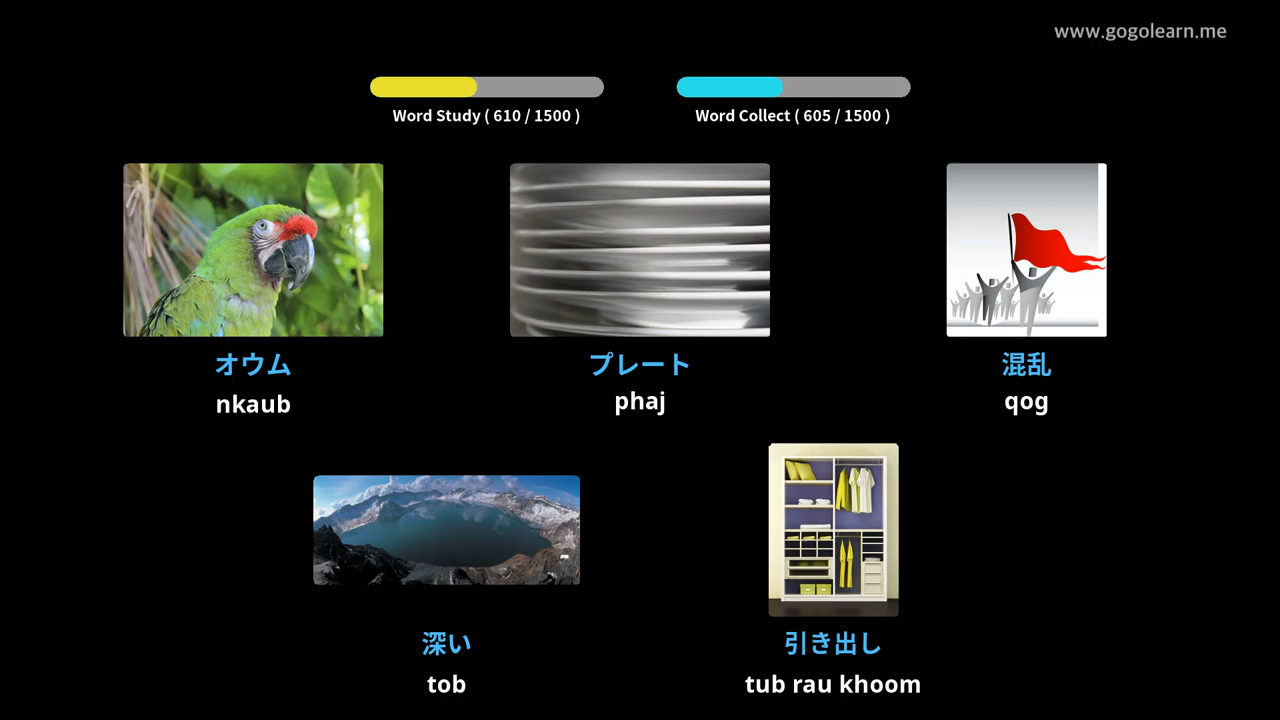 www.gogolearn.me
Word Study ( 610 / 1500 )
Word Collect ( 605 / 1500 )
オウム
プレート
混乱
nkaub
phaj
qog
深い
引き出し
tob
tub rau khoom